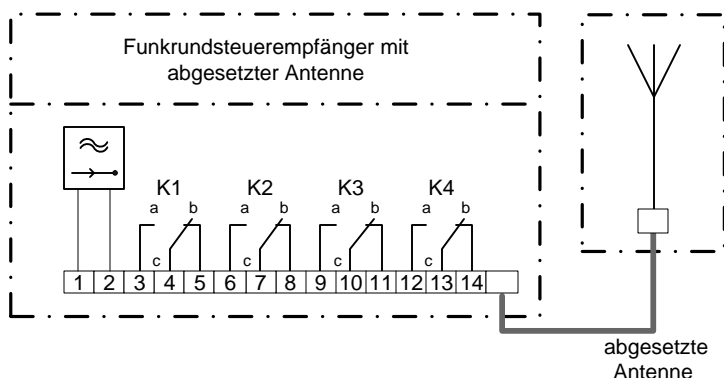 Funkrundsteuerempfänger mit
abgesetzter Antenne
K1 K2 K3 K4
a b a b a b a b
c c c c
1 2 3 4 5 6 7 8 9 10 11 12 13 14
abgesetzte
Antenne